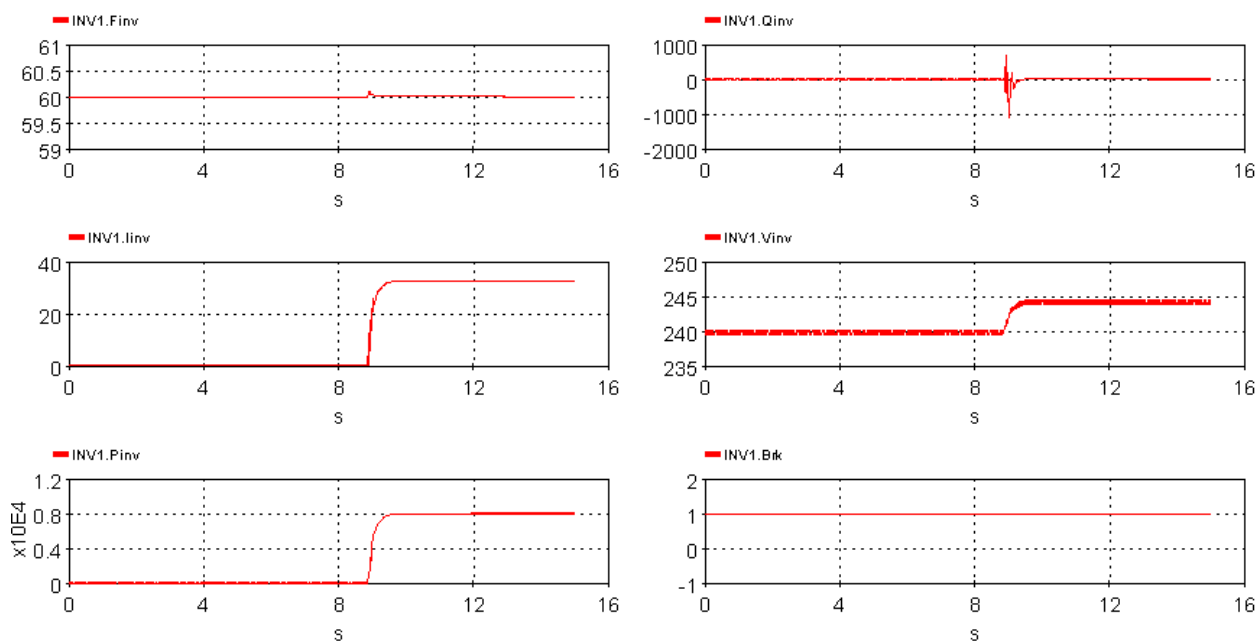 INV1.Finv
61
60.5
60
59.5
59
0 4 8 12 16
s
INV1.Qinv
1000
0
-1000
-2000
0 4 8 12 16
s
INV1.Iinv
40
20
0
0 4 8 12 16
s
INV1.Vinv
250
245
240
235
0 4 8 12 16
s
INV1.Pinv
x10E4
1.2
0.8
0.4
0
0 4 8 12 16
s
INV1.Brk
2
1
0
-1
0 4 8 12 16
s